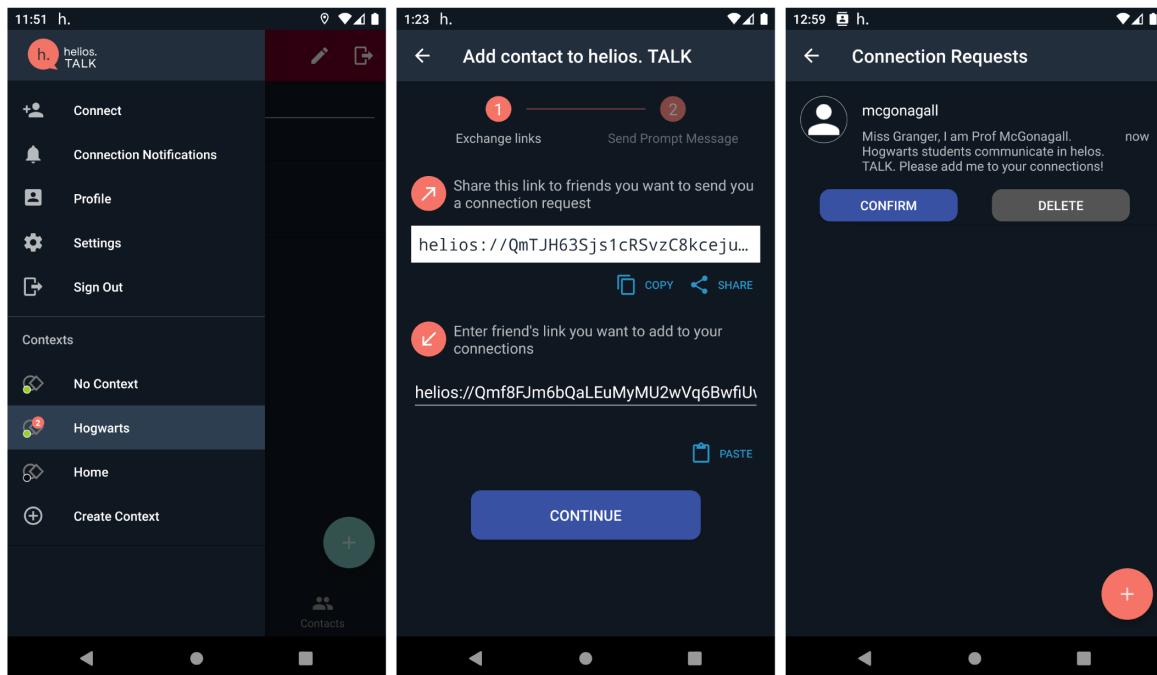 11:51 h.
h. helios.
TALK
Connect
Connection Notifications
Profile
Settings
Sign Out
Contexts
No Context
2
Hogwarts
Home
Create Context
Contacts
1:23 h.
Add contact to helios. TALK
1 2
Exchange links Send Prompt Message
Share this link to friends you want to send you
a connection request
helios://QmTJH63Sjs1cRSvzC8kceju…
COPY SHARE
Enter friend's link you want to add to your
connections
helios://Qmf8FJm6bQaLEuMyMU2wVq6BwfiU
PASTE
CONTINUE
12:59 h.
Connection Requests
mcgonagall
Miss Granger, I am Prof McGonagall. now
Hogwarts students communicate in helos.
TALK. Please add me to your connections!
CONFIRM DELETE